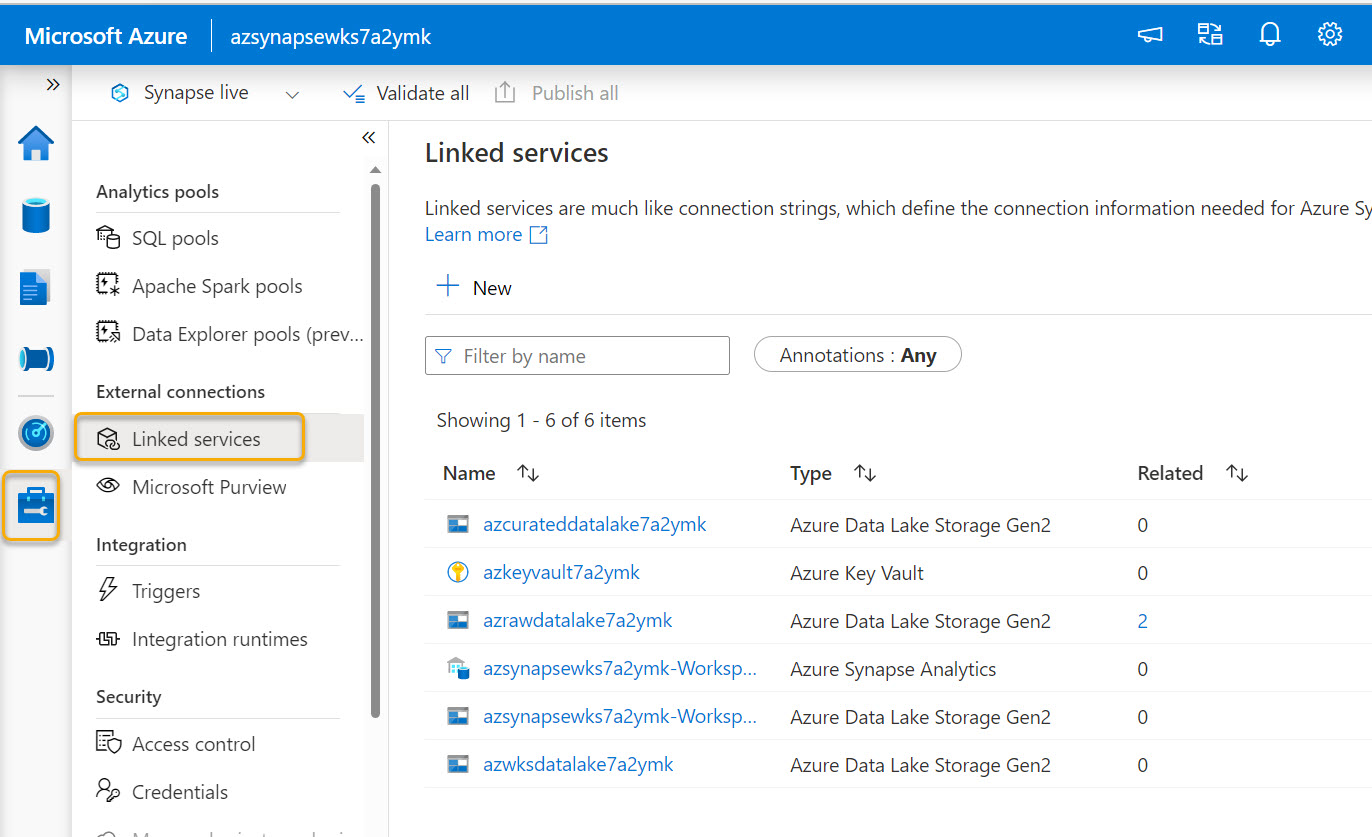 Microsoft Azure azsynapsewks7a2ymk
Synapse live Validate all Publish all
Analytics pools
SQL pools
Apache Spark pools
Data Explorer pools (prev...
External connections
Linked services
Microsoft Purview
Integration
Triggers
Integration runtimes
Security
Access control
Credentials
Linked services
Linked services are much like connection strings, which define the connection information needed for Azure Sy
Learn more
New
Filter by name Annotations : Any
Showing 1 - 6 of 6 items
Name Type Related
azcurateddatalake7a2ymk Azure Data Lake Storage Gen2 0
azkeyvault7a2ymk Azure Key Vault 0
azrawdatalake7a2ymk Azure Data Lake Storage Gen2 2
azsynapsewks7a2ymk-Worksp... Azure Synapse Analytics 0
azsynapsewks7a2ymk-Worksp... Azure Data Lake Storage Gen2 0
azwksdatalake7a2ymk Azure Data Lake Storage Gen2 0